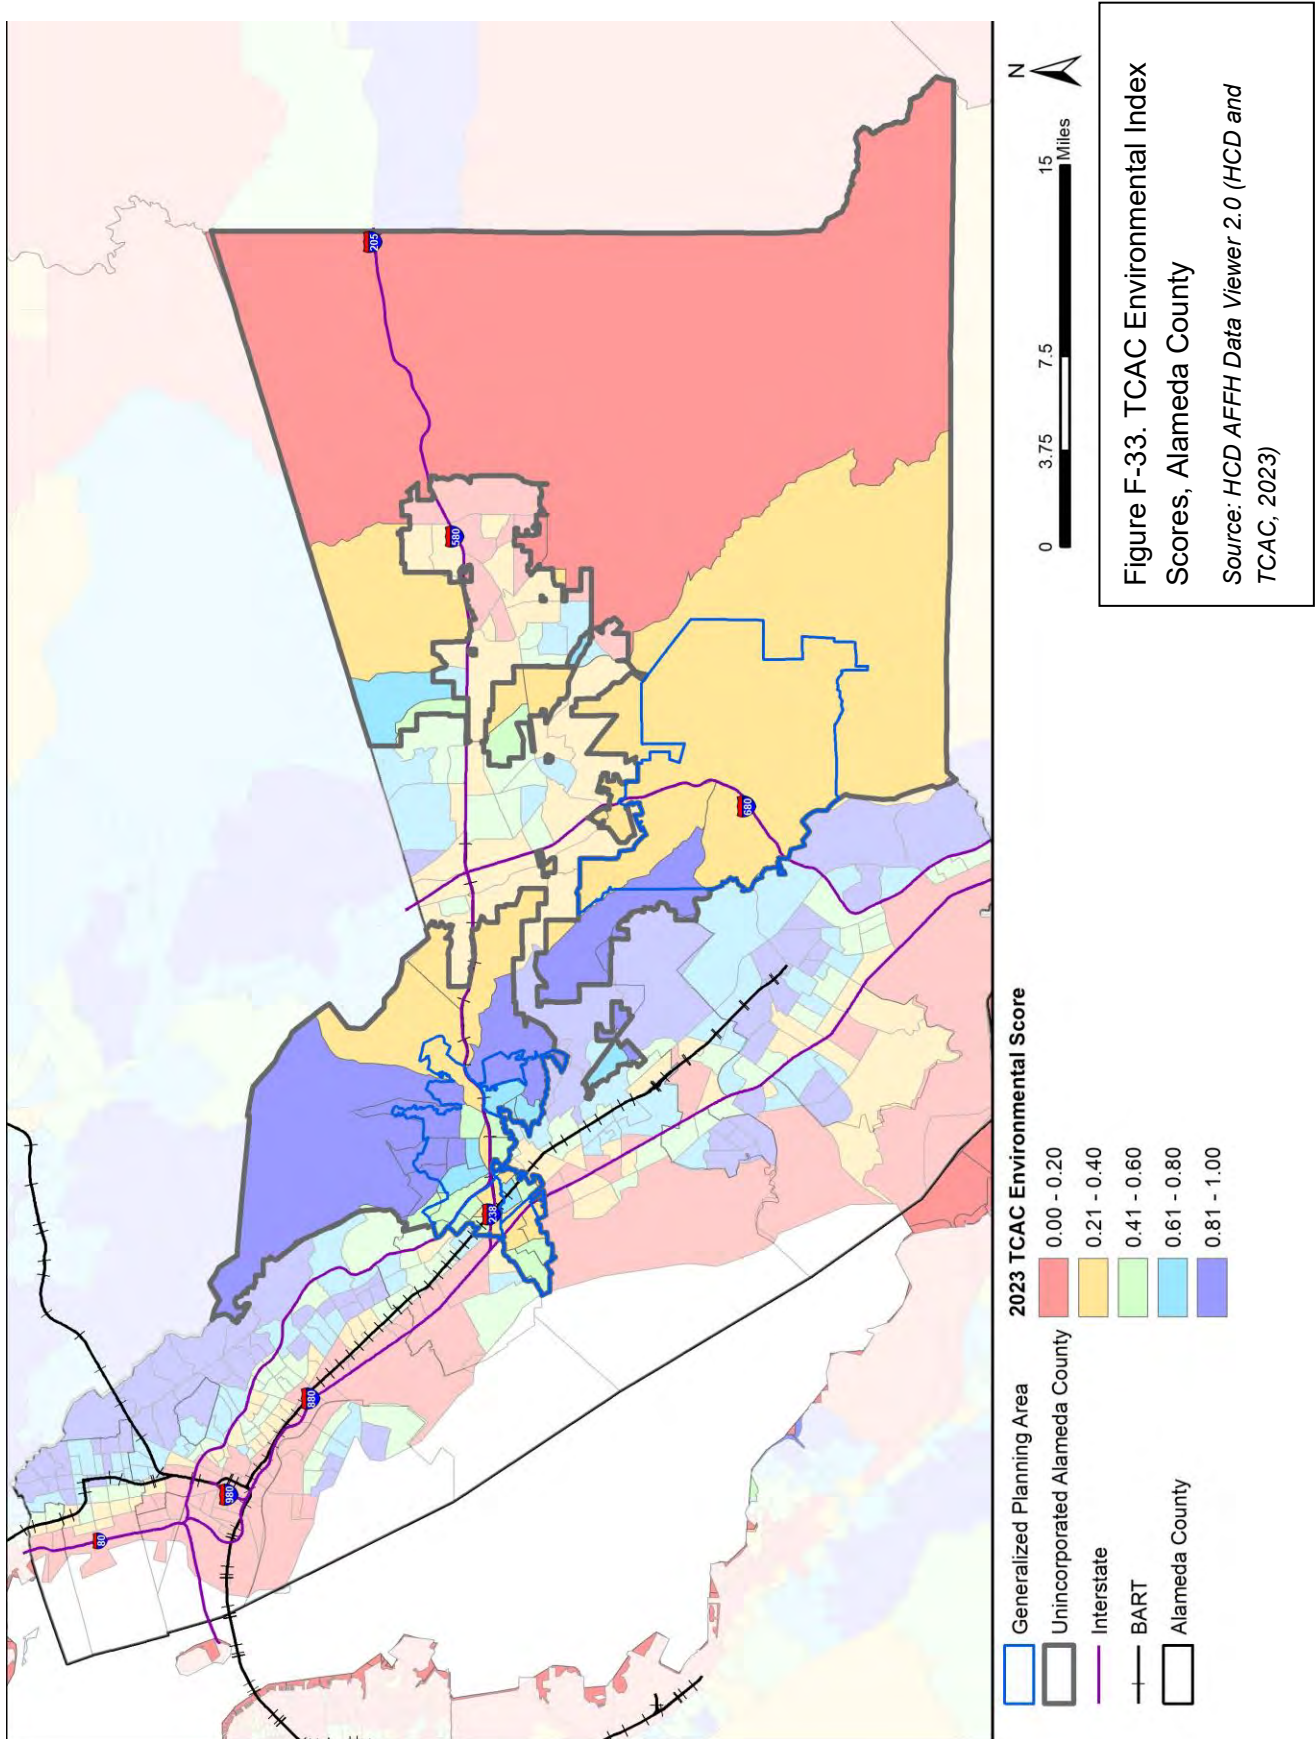 80
980
880
238
580
205
680
2023 TCAC Environmental Score
Generalized Planning Area
Unincorporated Alameda County
Interstate
BART
Alameda County
0.00 - 0.20
0.21 - 0.40
0.41 - 0.60
0.61 - 0.80
0.81 - 1.00
N
0 3.75 7.5 15
Miles
Figure F-33. TCAC Environmental Index
Scores, Alameda County
Source: HCD AFFH Data Viewer 2.0 (HCD and
TCAC, 2023)